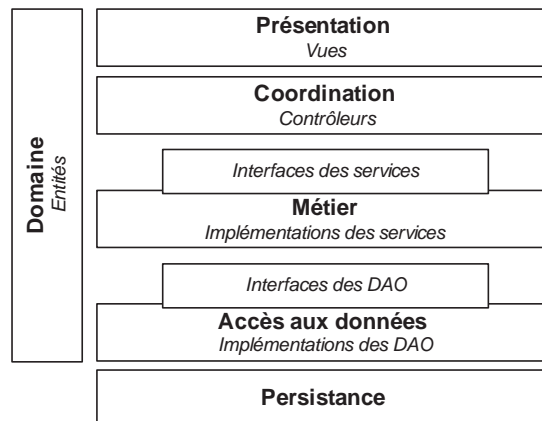 Présentation
Vues
Coordination
Contrôleurs
Domaine
Entités
Interfaces des services
Métier
Implémentations des services
Interfaces des DAO
Accès aux données
Implémentations des DAO
Persistance